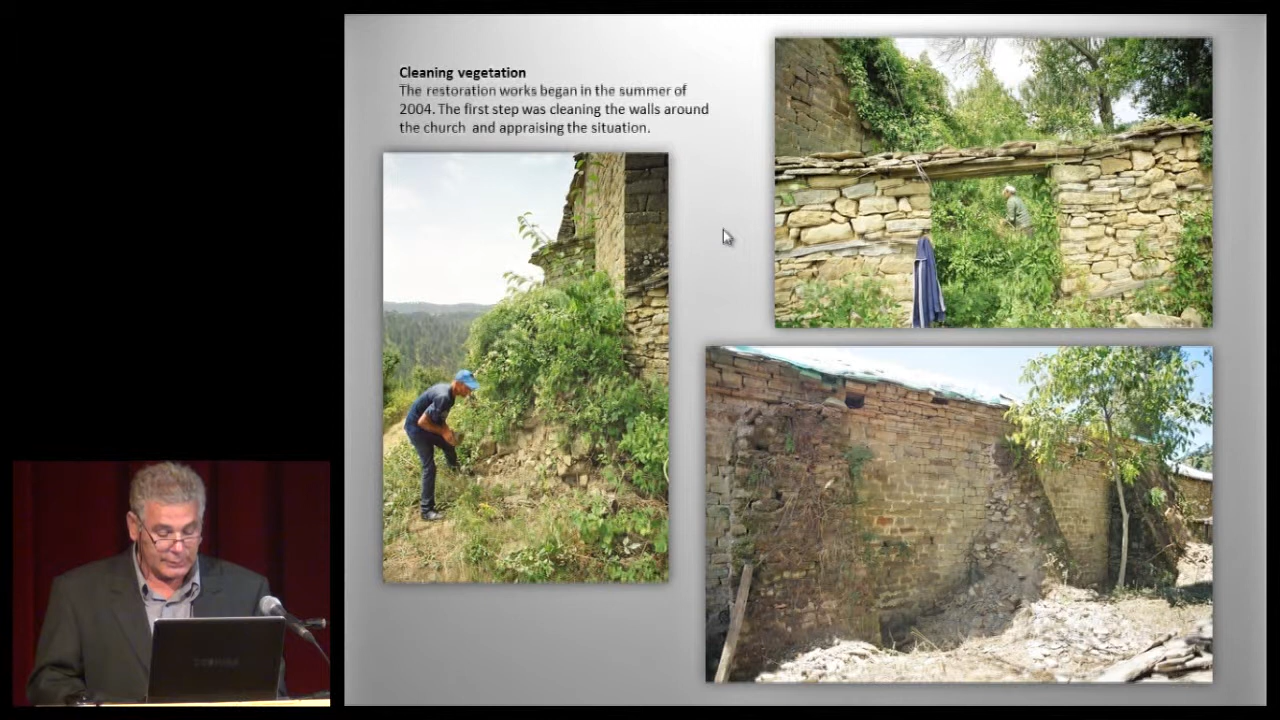 Cleaning vegetation
The restoration works began in the summer of
2004. The first step was cleaning the walls around
the church and appraising the situation.
TOSHIBA